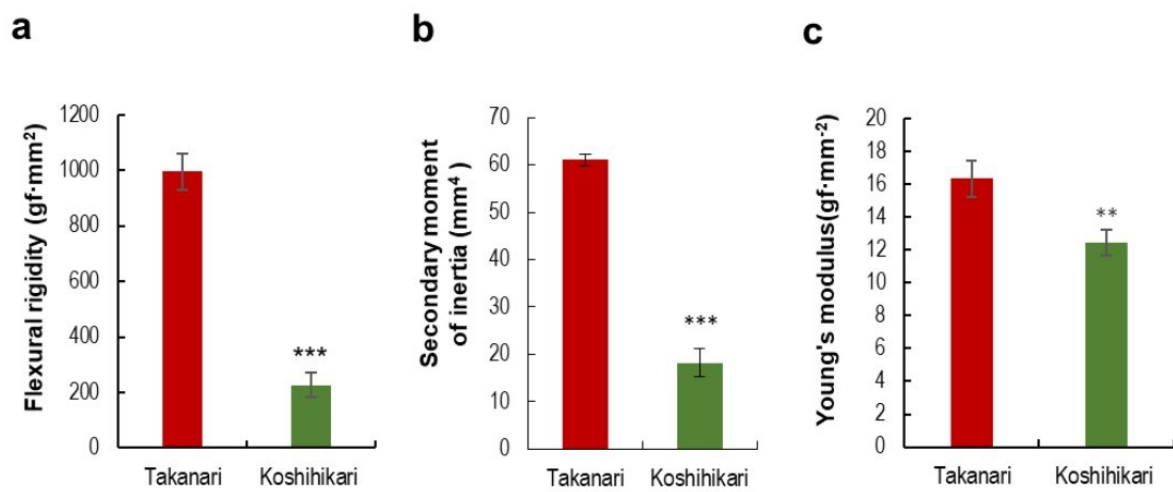 a
Flexural rigidity (gf·mm²)
1200
1000
800
600
400
200
0
***
Takanari Koshihikari
b
Secondary moment
of inertia (mm⁴)
70
60
50
40
30
20
10
0
***
Takanari Koshihikari
c
Young's modulus(gf·mm⁻²)
20
18
16
14
12
10
8
6
4
2
0
**
Takanari Koshihikari